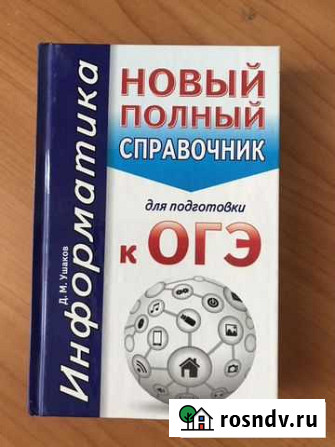 Информатика
Д. М. Ушаков
НОВЫЙ
ПОЛНЫЙ
СПРАВОЧНИК
для подготовки
к ОГЭ
rosndv.ru